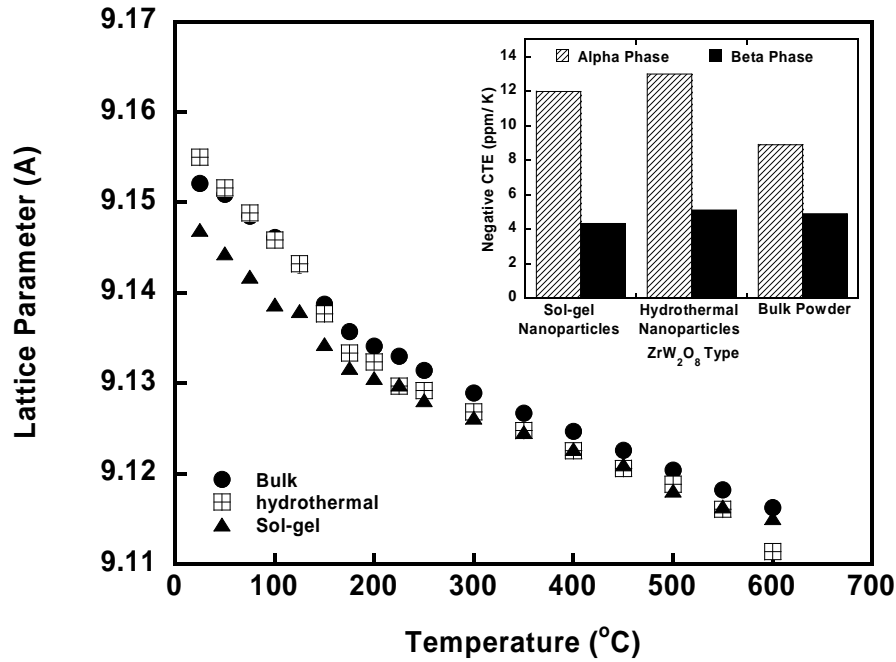 9.17
9.16
9.15
9.14
9.13
9.12
9.11
Lattice Parameter (A)
0 100 200 300 400 500 600 700
Temperature (°C)
Bulk
hydrothermal
Sol-gel
14
12
10
8
6
4
2
0
Negative CTE (ppm/ K)
Alpha Phase Beta Phase
Sol-gel Nanoparticles
Hydrothermal Nanoparticles
Bulk Powder
ZrW₂O₈ Type